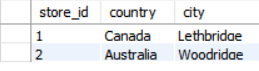 store_id country city
1 Canada Lethbridge
2 Australia Woodridge